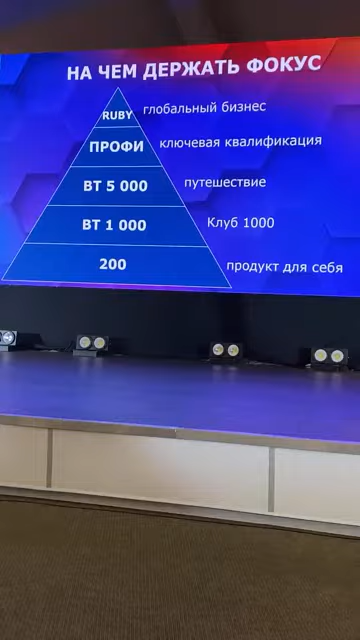 НА ЧЕМ ДЕРЖАТЬ ФОКУС
RUBY глобальный бизнес
ПРОФИ ключевая квалификация
ВТ 5 000 путешествие
ВТ 1 000 Клуб 1000
200 продукт для себя